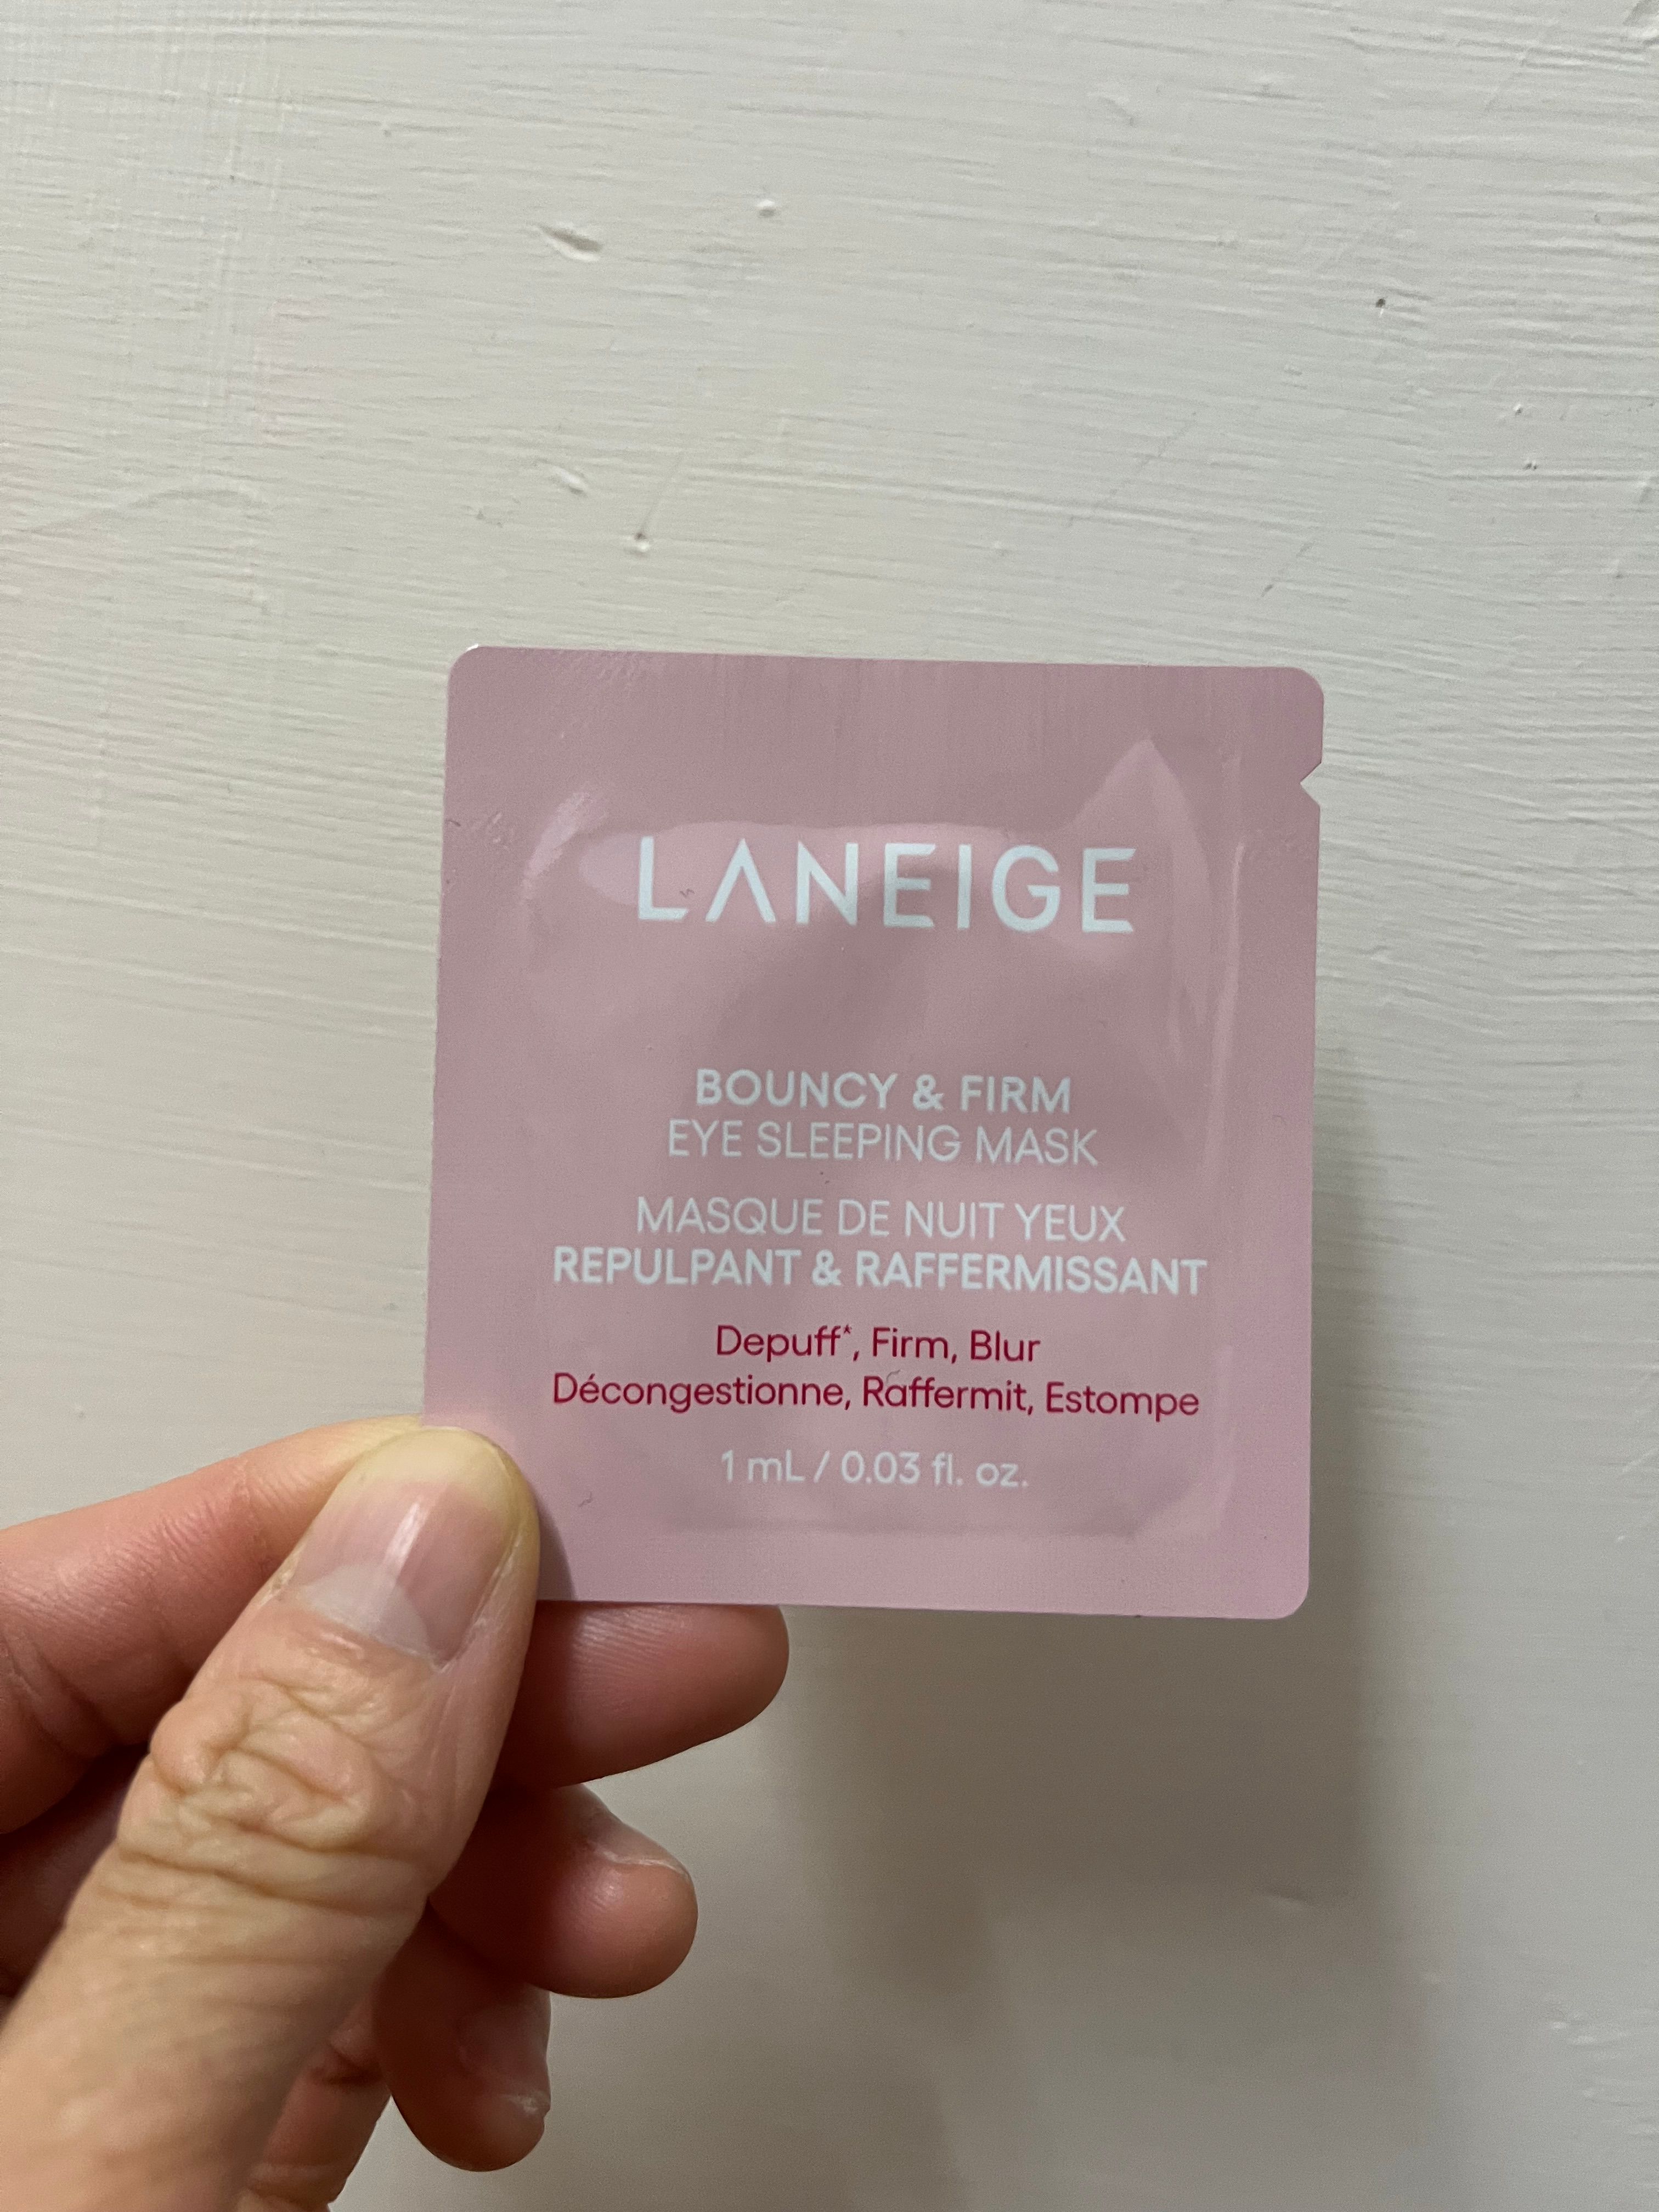 LANEIGE
BOUNCY & FIRM
EYE SLEEPING MASK
MASQUE DE NUIT YEUX
REPULPANT & RAFFERMISSANT
Depuff*, Firm, Blur
Décongestionne, Raffermit, Estompe
1 mL / 0.03 fl. oz.